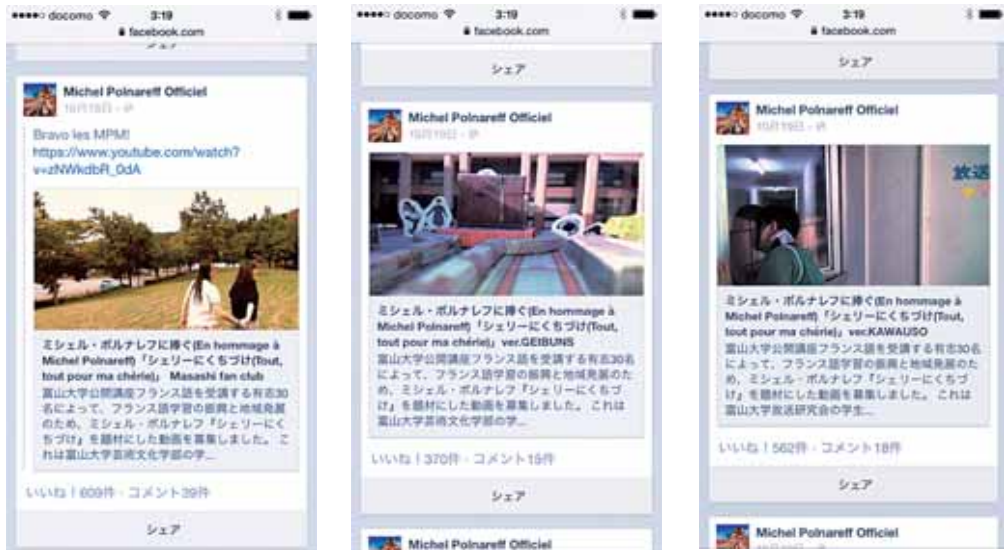 docomo 3:19
facebook.com
シェア
Michel Polnareff Officiel
10月19日
Bravo les MPM!
https://www.youtube.com/watch?
v=zNWkdbR_0dA
ミシェル・ポルナレフに捧ぐ(En hommage à
Michel Polnareff)「シェリーにくちづけ(Tout,
tout pour ma chérie)」 Masashi fan club
富山大学公開講座フランス語を受講する有志30
名によって、フランス語学習の振興と地域発展
のため、ミシェル・ポルナレフ『シェリーにく
ちづけ』を題材にした動画を募集しました。 こ
れは富山大学芸術文化学部の学...
いいね！609件・コメント39件
シェア
docomo 3:19
facebook.com
シェア
Michel Polnareff Officiel
10月19日
ミシェル・ポルナレフに捧ぐ(En hommage à
Michel Polnareff)「シェリーにくちづけ(Tout,
tout pour ma chérie)」ver.GEIBUNS
富山大学公開講座フランス語を受講する有志30名
によって、フランス語学習の振興と地域発展のた
め、ミシェル・ポルナレフ『シェリーにくちづ
け』を題材にした動画を募集しました。 これは
富山大学芸術文化学部の学...
いいね！370件・コメント15件
シェア
Michel Polnareff Officiel
docomo 3:19
facebook.com
シェア
Michel Polnareff Officiel
10月19日
放送
ミシェル・ポルナレフに捧ぐ(En hommage à
Michel Polnareff)「シェリーにくちづけ(Tout,
tout pour ma chérie)」ver.KAWAUSO
富山大学公開講座フランス語を受講する有志30名
によって、フランス語学習の振興と地域発展のた
め、ミシェル・ポルナレフ『シェリーにくちづ
け』を題材にした動画を募集しました。 これは
富山大学放送研究会の学生...
いいね！562件・コメント18件
シェア
Michel Polnareff Officiel